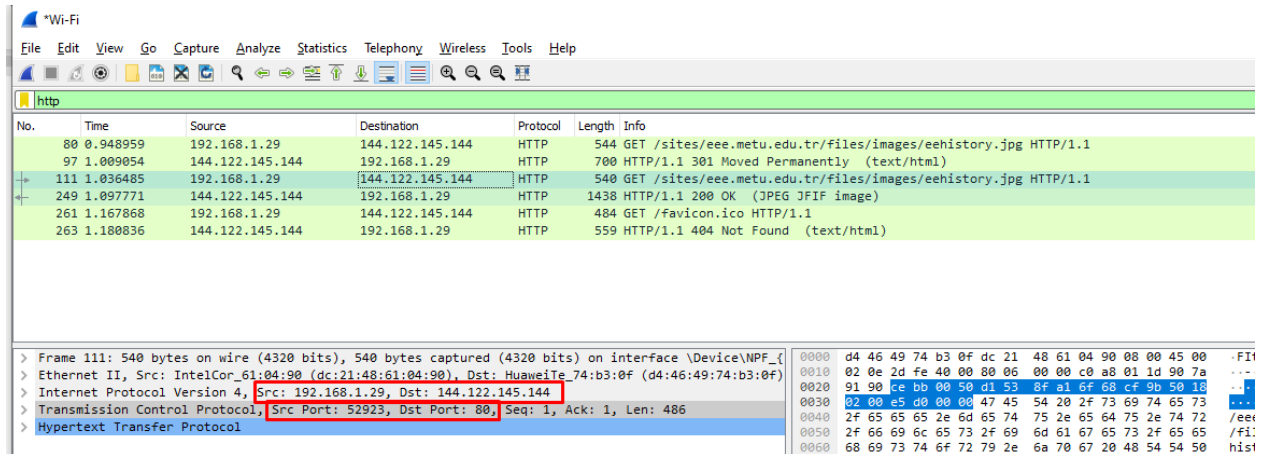 *Wi-Fi
File Edit View Go Capture Analyze Statistics Telephony Wireless Tools Help
http
No. Time Source Destination Protocol Length Info
80 0.948959 192.168.1.29 144.122.145.144 HTTP 544 GET /sites/eee.metu.edu.tr/files/images/eehistory.jpg HTTP/1.1
97 1.009054 144.122.145.144 192.168.1.29 HTTP 700 HTTP/1.1 301 Moved Permanently (text/html)
111 1.036485 192.168.1.29 144.122.145.144 HTTP 540 GET /sites/eee.metu.edu.tr/files/images/eehistory.jpg HTTP/1.1
249 1.097771 144.122.145.144 192.168.1.29 HTTP 1438 HTTP/1.1 200 OK (JPEG JFIF image)
261 1.167868 192.168.1.29 144.122.145.144 HTTP 484 GET /favicon.ico HTTP/1.1
263 1.180836 144.122.145.144 192.168.1.29 HTTP 559 HTTP/1.1 404 Not Found (text/html)
> Frame 111: 540 bytes on wire (4320 bits), 540 bytes captured (4320 bits) on interface \Device\NPF_{
> Ethernet II, Src: IntelCor_61:04:90 (dc:21:48:61:04:90), Dst: HuaweiTe_74:b3:0f (d4:46:49:74:b3:0f)
> Internet Protocol Version 4, Src: 192.168.1.29, Dst: 144.122.145.144
> Transmission Control Protocol, Src Port: 52923, Dst Port: 80, Seq: 1, Ack: 1, Len: 486
> Hypertext Transfer Protocol
0000 d4 46 49 74 b3 0f dc 21 48 61 04 90 08 00 45 00 ·FIt
0010 02 0e 2d fe 40 00 80 06 00 00 c0 a8 01 1d 90 7a ··-·
0020 91 90 ce bb 00 50 d1 53 8f a1 6f 68 cf 9b 50 18 ····
0030 02 00 e5 d0 00 00 47 45 54 20 2f 73 69 74 65 73 ····
0040 2f 65 65 65 2e 6d 65 74 75 2e 65 64 75 2e 74 72 /eee
0050 2f 66 69 6c 65 73 2f 69 6d 61 67 65 73 2f 65 65 /fil
0060 68 69 73 74 6f 72 79 2e 6a 70 67 20 48 54 54 50 hist